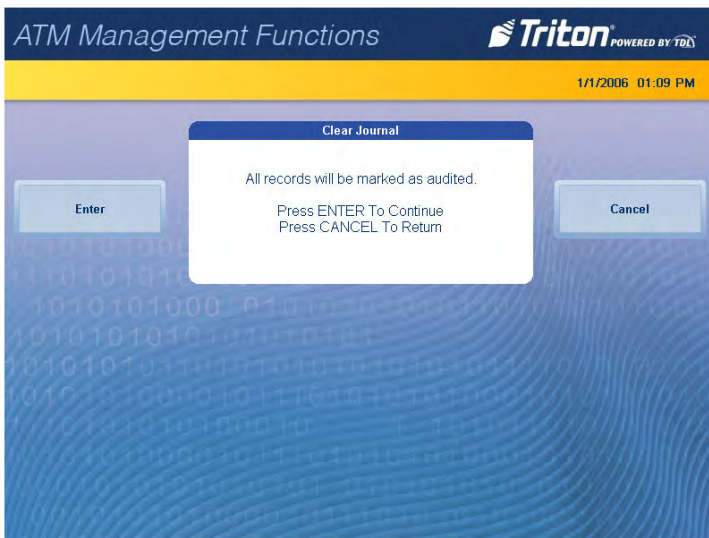 ATM Management Functions
Triton® POWERED BY TDL
1/1/2006 01:09 PM
Clear Journal
All records will be marked as audited.
Press ENTER To Continue
Press CANCEL To Return
Enter
Cancel